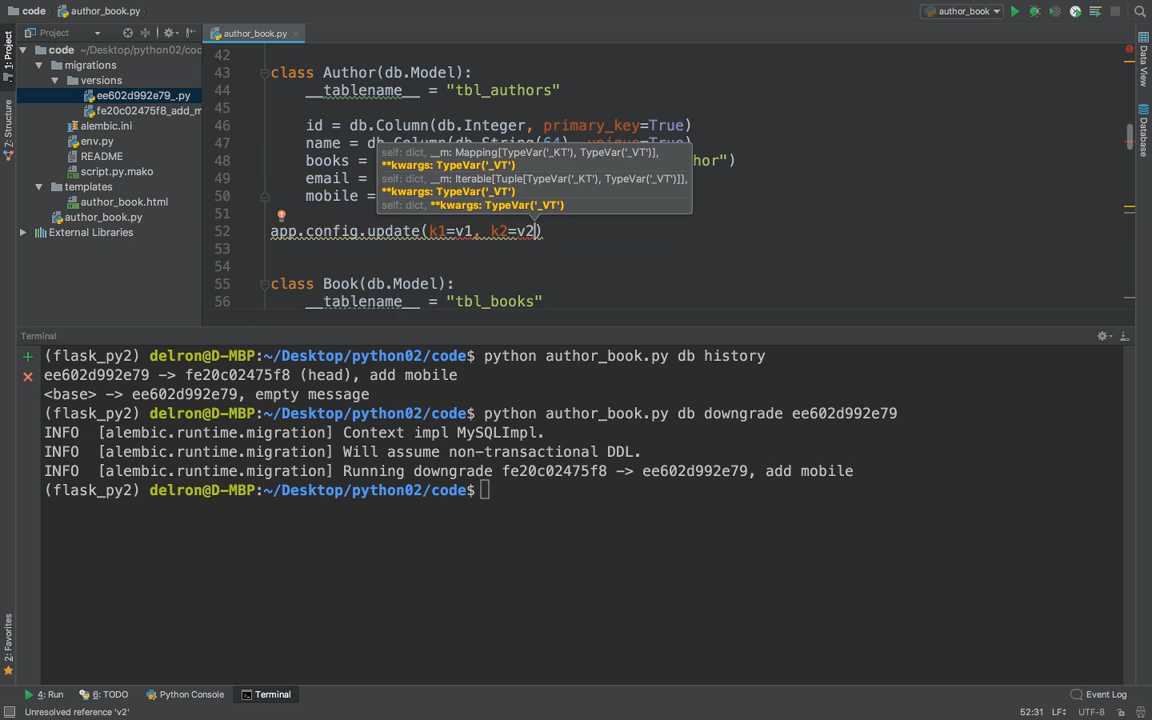 code
author_book.py
author_book
Project
author_book.py
1: Project
Z: Structure
2: Favorites
Data View
Database
code ~/Desktop/python02/cod
migrations
versions
ee602d992e79_.py
fe20c02475f8_add_m
alembic.ini
env.py
README
script.py.mako
templates
author_book.html
author_book.py
External Libraries
42
43 class Author(db.Model):
44 __tablename__ = "tbl_authors"
45
46 id = db.Column(db.Integer, primary_key=True)
47 name = db.Column(db.String(64), unique=True)
48 books = hor")
49 email =
50 mobile =
51
52 app.config.update(k1=v1, k2=v2)
53
54
55 class Book(db.Model):
56 __tablename__ = "tbl_books"
self: dict, __m: Mapping[TypeVar('_KT'), TypeVar('_VT')],
**kwargs: TypeVar('_VT')
self: dict, __m: Iterable[Tuple[TypeVar('_KT'), TypeVar('_VT')]],
**kwargs: TypeVar('_VT')
self: dict, **kwargs: TypeVar('_VT')
Terminal
(flask_py2) delron@D-MBP:~/Desktop/python02/code$ python author_book.py db history
ee602d992e79 -> fe20c02475f8 (head), add mobile
<base> -> ee602d992e79, empty message
(flask_py2) delron@D-MBP:~/Desktop/python02/code$ python author_book.py db downgrade ee602d992e79
INFO [alembic.runtime.migration] Context impl MySQLImpl.
INFO [alembic.runtime.migration] Will assume non-transactional DDL.
INFO [alembic.runtime.migration] Running downgrade fe20c02475f8 -> ee602d992e79, add mobile
(flask_py2) delron@D-MBP:~/Desktop/python02/code$
4: Run
6: TODO
Python Console
Terminal
Event Log
Unresolved reference 'v2'
52:31 LF UTF-8